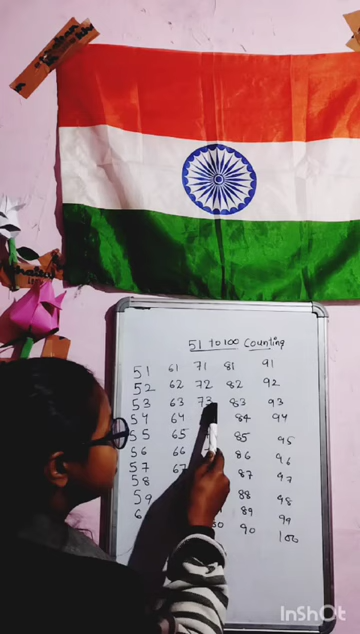 51 To 100 Counting
51 61 71 81 91
52 62 72 82 92
53 63 73 83 93
54 64 84 94
55 65 85 95
56 66 86 96
57 67 87 97
58 88 98
59 89 99
90 100
InShOt